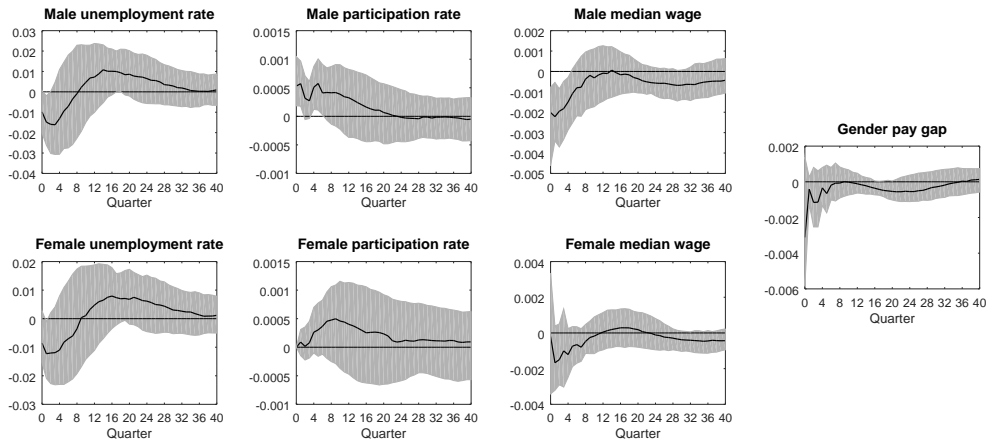 Male unemployment rate
0.03
0.02
0.01
0
-0.01
-0.02
-0.03
-0.04
0 4 8 12 16 20 24 28 32 36 40
Quarter
Male participation rate
0.0015
0.001
0.0005
0
-0.0005
-0.001
0 4 8 12 16 20 24 28 32 36 40
Quarter
Male median wage
0.002
0.001
0
-0.001
-0.002
-0.003
-0.004
-0.005
0 4 8 12 16 20 24 28 32 36 40
Quarter
Gender pay gap
0.002
0
-0.002
-0.004
-0.006
0 4 8 12 16 20 24 28 32 36 40
Quarter
Female unemployment rate
0.02
0.01
0
-0.01
-0.02
-0.03
0 4 8 12 16 20 24 28 32 36 40
Quarter
Female participation rate
0.0015
0.001
0.0005
0
-0.0005
-0.001
0 4 8 12 16 20 24 28 32 36 40
Quarter
Female median wage
0.004
0.002
0
-0.002
-0.004
0 4 8 12 16 20 24 28 32 36 40
Quarter